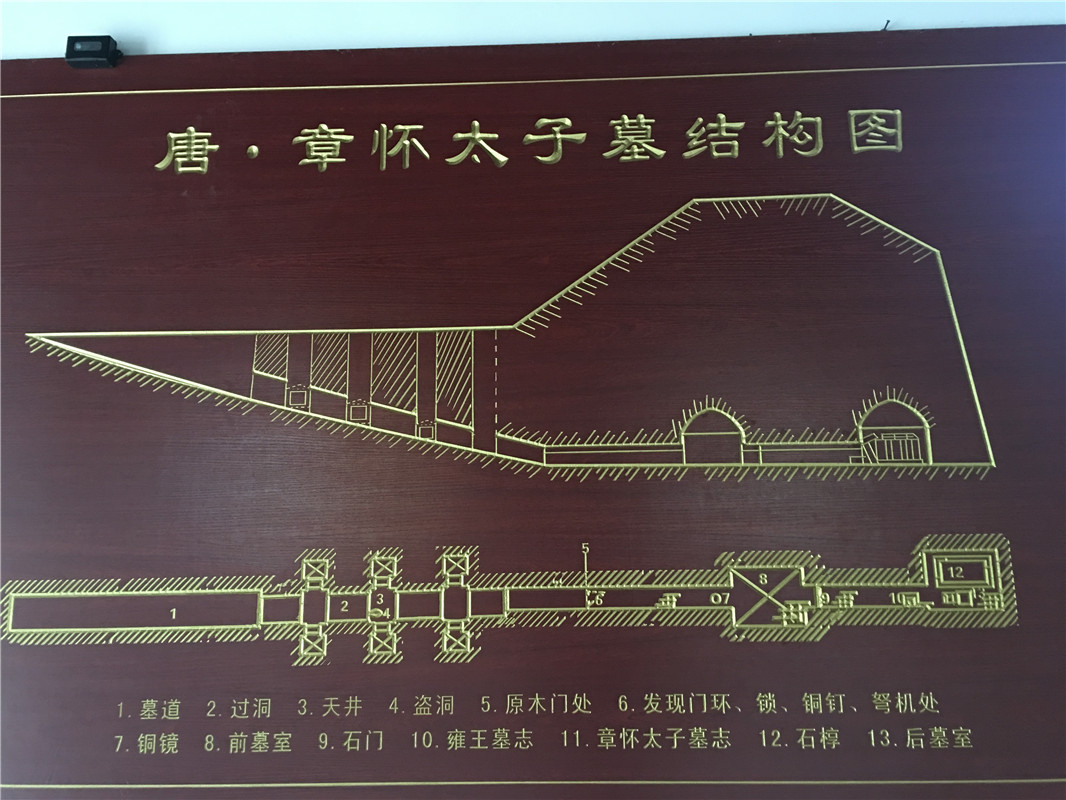 唐·章怀太子墓结构图
5
8
12
1 2 3 4 6 7 9 10 11
1.墓道 2.过洞 3.天井 4.盗洞 5.原木门处 6.发现门环、锁、铜钉、弩机处
7.铜镜 8.前墓室 9.石门 10.雍王墓志 11.章怀太子墓志 12.石椁 13.后墓室